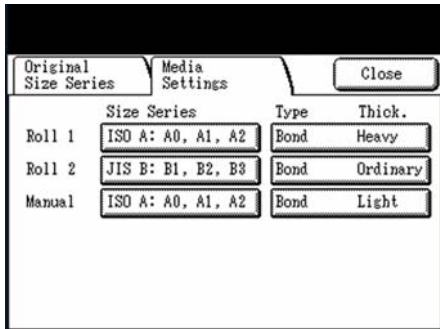 Original Size Series
Media Settings
Close
Size Series Type Thick.
Roll 1 ISO A: A0, A1, A2 Bond Heavy
Roll 2 JIS B: B1, B2, B3 Bond Ordinary
Manual ISO A: A0, A1, A2 Bond Light